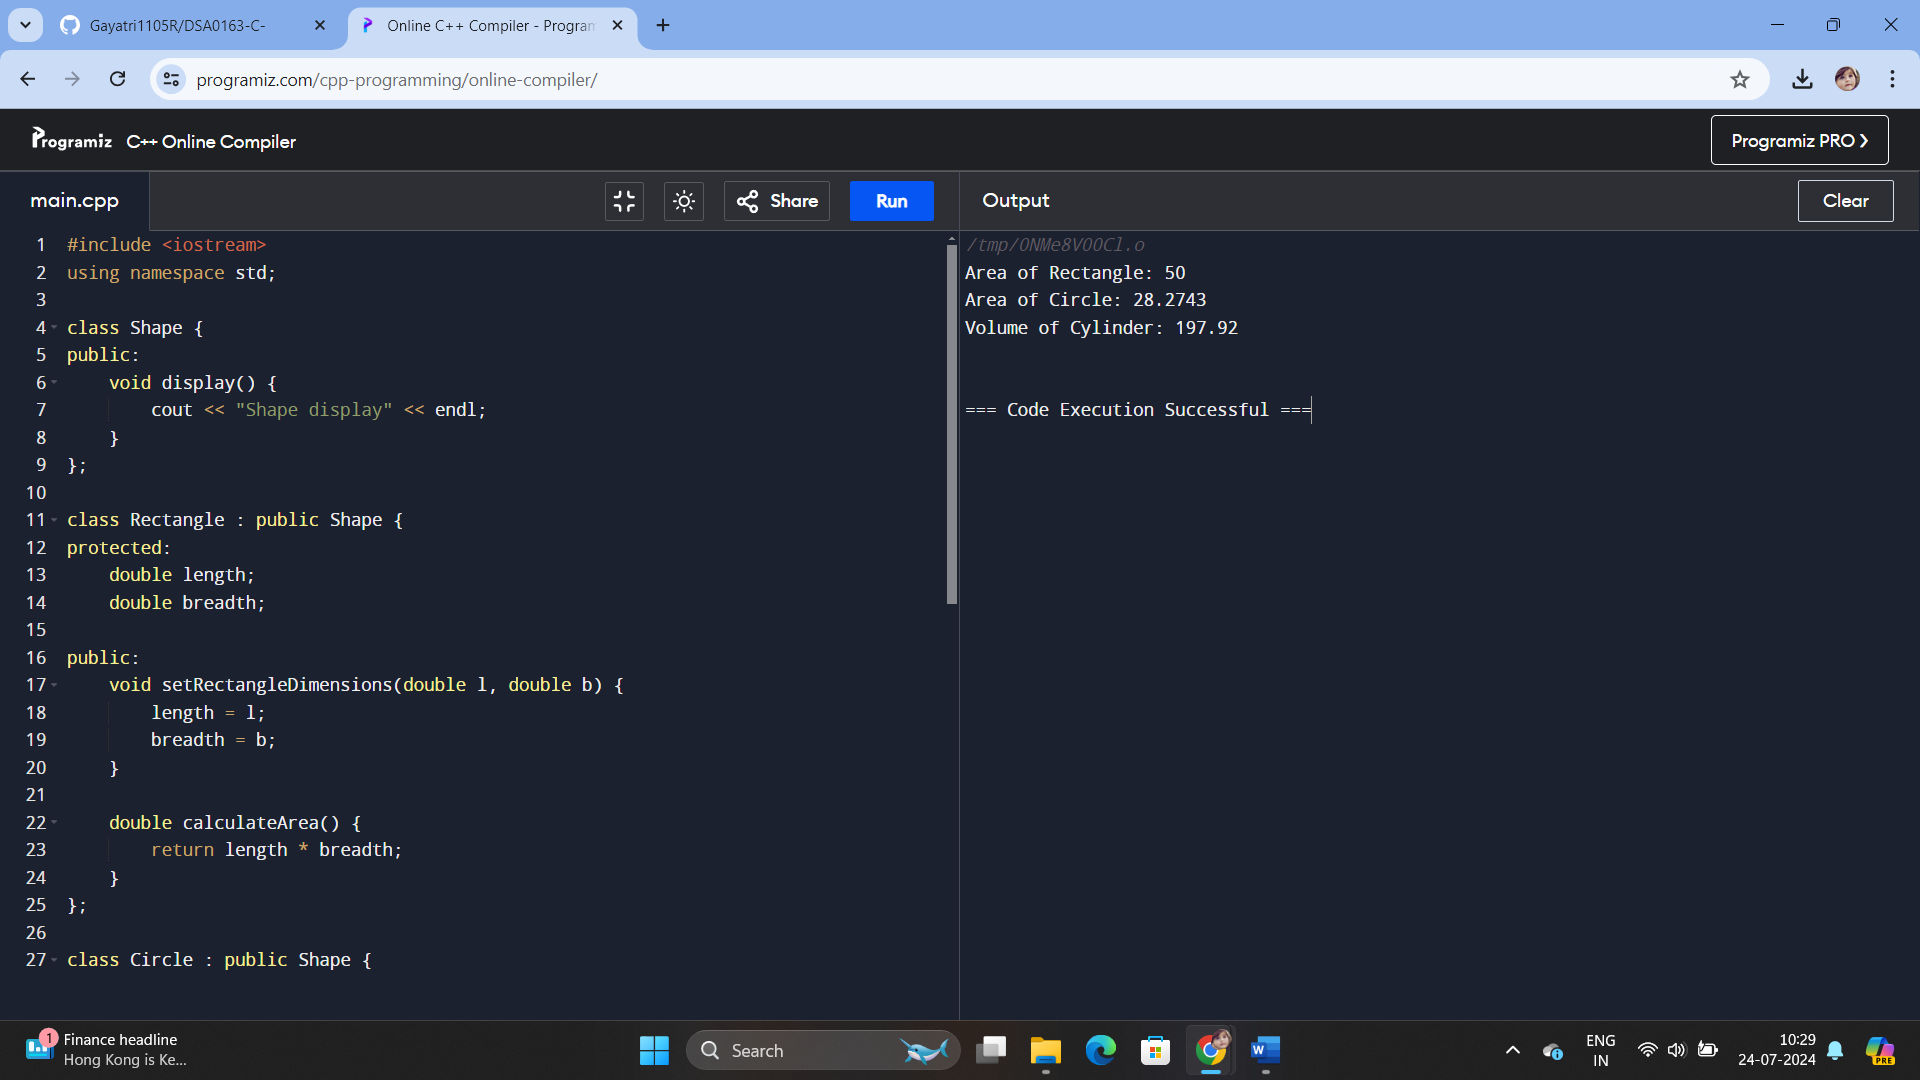 Gayatri1105R/DSA0163-C-
Online C++ Compiler - Program
programiz.com/cpp-programming/online-compiler/
Programiz C++ Online Compiler
Programiz PRO
main.cpp
Share
Run
Output
Clear
1 #include <iostream>
2 using namespace std;
3
4 class Shape {
5 public:
6 void display() {
7 cout << "Shape display" << endl;
8 }
9 };
10
11 class Rectangle : public Shape {
12 protected:
13 double length;
14 double breadth;
15
16 public:
17 void setRectangleDimensions(double l, double b) {
18 length = l;
19 breadth = b;
20 }
21
22 double calculateArea() {
23 return length * breadth;
24 }
25 };
26
27 class Circle : public Shape {
Area of Rectangle: 50
Area of Circle: 28.2743
Volume of Cylinder: 197.92
=== Code Execution Successful ===
1
Finance headline
Hong Kong is Ke...
Search
W
ENG
IN
10:29
24-07-2024
PRE